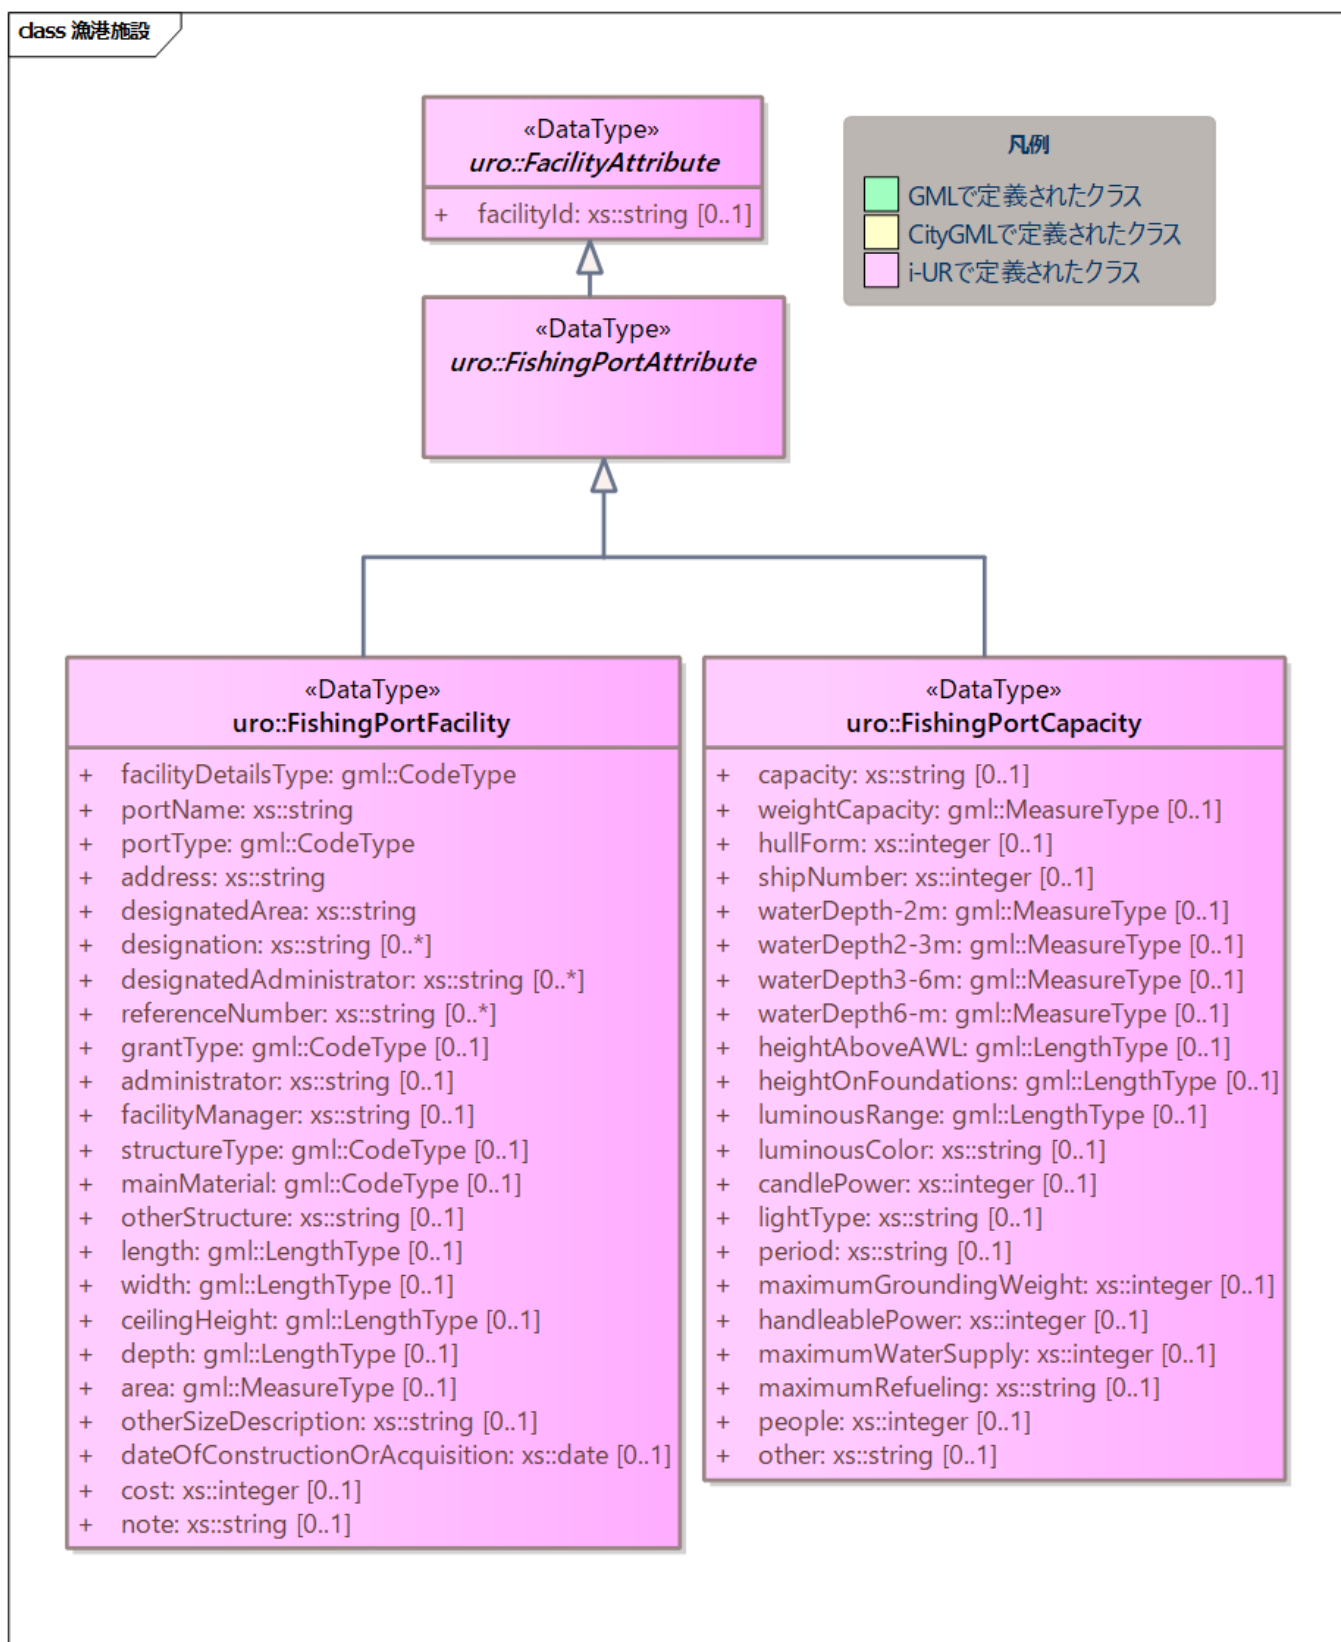 class 漁港施設
«DataType»
uro::FacilityAttribute
+ facilityId: xs::string [0..1]
凡例
GMLで定義されたクラス
CityGMLで定義されたクラス
i-URで定義されたクラス
«DataType»
uro::FishingPortAttribute
«DataType»
uro::FishingPortFacility
+ facilityDetailsType: gml::CodeType
+ portName: xs::string
+ portType: gml::CodeType
+ address: xs::string
+ designatedArea: xs::string
+ designation: xs::string [0..*]
+ designatedAdministrator: xs::string [0..*]
+ referenceNumber: xs::string [0..*]
+ grantType: gml::CodeType [0..1]
+ administrator: xs::string [0..1]
+ facilityManager: xs::string [0..1]
+ structureType: gml::CodeType [0..1]
+ mainMaterial: gml::CodeType [0..1]
+ otherStructure: xs::string [0..1]
+ length: gml::LengthType [0..1]
+ width: gml::LengthType [0..1]
+ ceilingHeight: gml::LengthType [0..1]
+ depth: gml::LengthType [0..1]
+ area: gml::MeasureType [0..1]
+ otherSizeDescription: xs::string [0..1]
+ dateOfConstructionOrAcquisition: xs::date [0..1]
+ cost: xs::integer [0..1]
+ note: xs::string [0..1]
«DataType»
uro::FishingPortCapacity
+ capacity: xs::string [0..1]
+ weightCapacity: gml::MeasureType [0..1]
+ hullForm: xs::integer [0..1]
+ shipNumber: xs::integer [0..1]
+ waterDepth-2m: gml::MeasureType [0..1]
+ waterDepth2-3m: gml::MeasureType [0..1]
+ waterDepth3-6m: gml::MeasureType [0..1]
+ waterDepth6-m: gml::MeasureType [0..1]
+ heightAboveAWL: gml::LengthType [0..1]
+ heightOnFoundations: gml::LengthType [0..1]
+ luminousRange: gml::LengthType [0..1]
+ luminousColor: xs::string [0..1]
+ candlePower: xs::integer [0..1]
+ lightType: xs::string [0..1]
+ period: xs::string [0..1]
+ maximumGroundingWeight: xs::integer [0..1]
+ handleablePower: xs::integer [0..1]
+ maximumWaterSupply: xs::integer [0..1]
+ maximumRefueling: xs::string [0..1]
+ people: xs::integer [0..1]
+ other: xs::string [0..1]